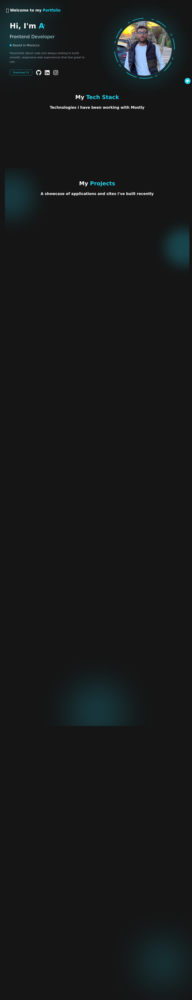 Welcome to my Portfolio
Hi, I'm A
Frontend Developer
Based in Morocco
Passionate about code and always looking to build
smooth, responsive web experiences that feel great to
use.
Download CV
My Tech Stack
Technologies i have been working with Mostly
My Projects
A showcase of applications and sites I've built recently